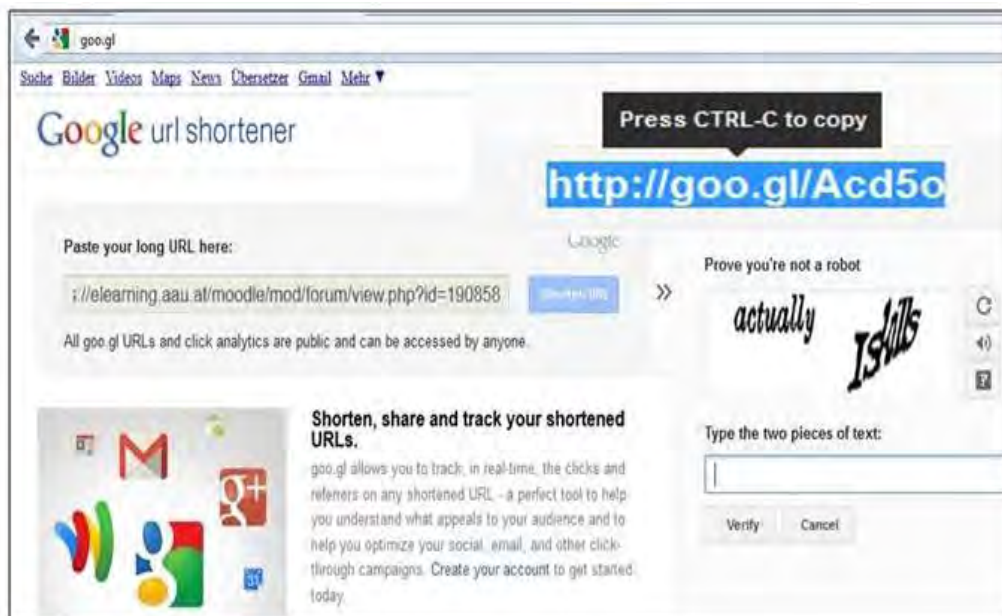 goo.gl
Suche Bilder Videos Maps News Übersetzer Gmail Mehr ▼
Google url shortener
Press CTRL-C to copy
http://goo.gl/Acd5o
Paste your long URL here:
Google
://elearning.aau.at/moodle/mod/forum/view.php?id=190858
Shorten URL
»
All goo.gl URLs and click analytics are public and can be accessed by anyone.
Prove you're not a robot
actually
Type the two pieces of text:
Verify Cancel
Shorten, share and track your shortened
URLs.
goo.gl allows you to track, in real-time, the clicks and
referrers on any shortened URL - a perfect tool to help
you understand what appeals to your audience and to
help you optimize your social, email, and other click-
through campaigns. Create your account to get started
today.
g+
31